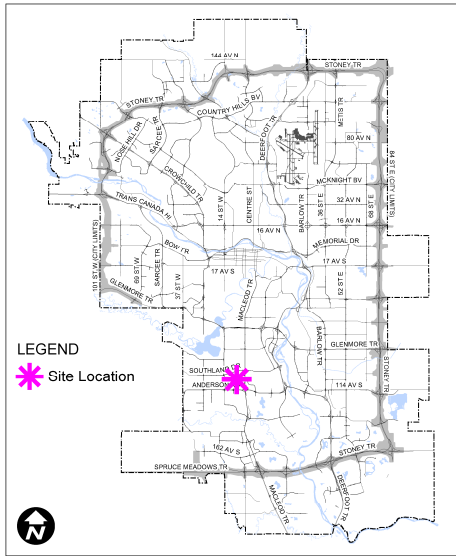 144 AV N
STONEY TR
STONEY TR
COUNTRY HILLS BV
METIS TR
NOSE HILL DR
SARCEE TR
DEERFOOT TR
80 AV N
CROWCHILD TR
84 ST E (CITY LIMITS)
MCKNIGHT BV
TRANS CANADA HI
14 ST W
CENTRE ST
BARLOW TR
36 ST E
32 AV N
68 ST E
16 AV N
16 AV N
101 ST W (CITY LIMITS)
BOW TR
MEMORIAL DR
17 AV S
17 AV S
69 ST W
SARCEE TR
37 ST W
52 ST E
GLENMORE TR
MACLEOD TR
BARLOW TR
GLENMORE TR
LEGEND
Site Location
SOUTHLAND DR
ANDERSON
114 AV S
STONEY TR
162 AV S
STONEY TR
SPRUCE MEADOWS TR
MACLEOD TR
DEERFOOT TR
N